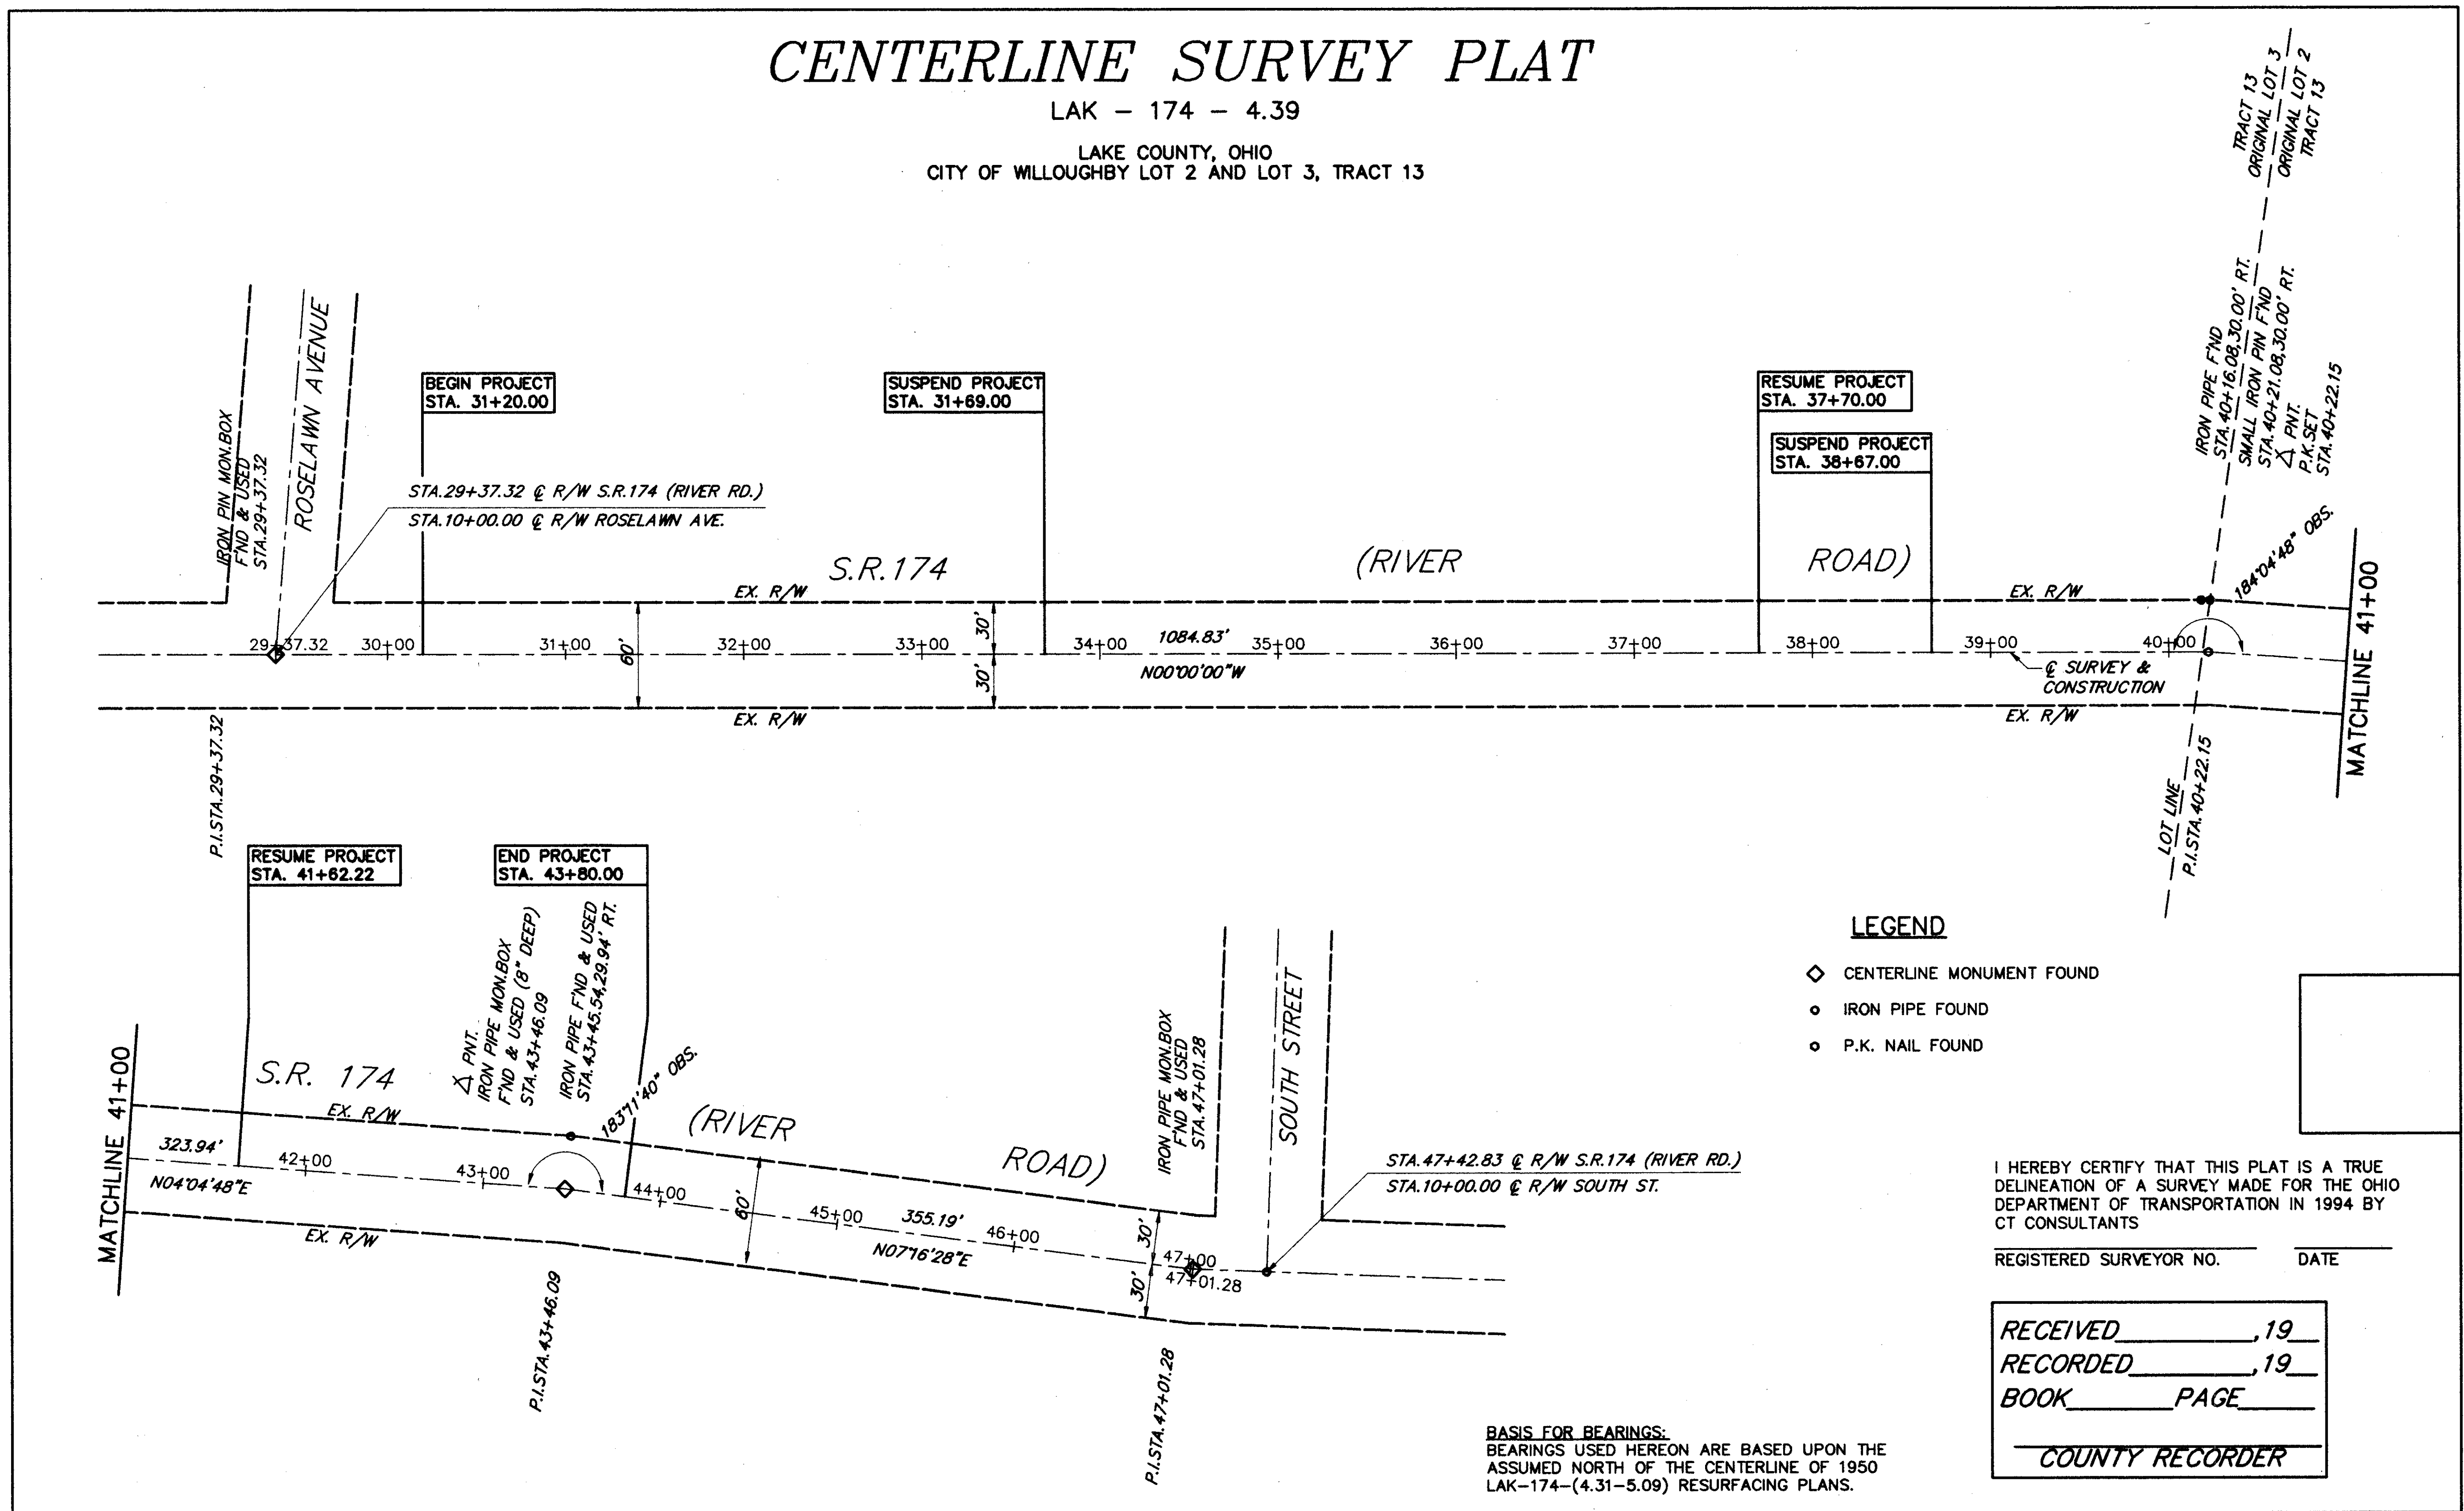 CENTERLINE SURVEY PLAT
LAK - 174 - 4.39
LAKE COUNTY, OHIO
CITY OF WILLOUGHBY LOT 2 AND LOT 3, TRACT 13
TRACT 13
ORIGINAL LOT 3
ORIGINAL LOT 2
TRACT 13
ROSELAWN AVENUE
IRON PIN MON.BOX
F'ND & USED
STA.29+37.32
BEGIN PROJECT
STA. 31+20.00
SUSPEND PROJECT
STA. 31+69.00
RESUME PROJECT
STA. 37+70.00
SUSPEND PROJECT
STA. 38+67.00
IRON PIPE F'ND
STA.40+16.08,30.00' RT.
SMALL IRON PIN F'ND
STA.40+21.08,30.00' RT.
△ PNT.
P.K.SET
STA.40+22.15
STA.29+37.32 ℄ R/W S.R.174 (RIVER RD.)
STA.10+00.00 ℄ R/W ROSELAWN AVE.
S.R.174
(RIVER
ROAD)
184°04'48" OBS.
EX. R/W
EX. R/W
29+37.32
30+00
31+00
32+00
33+00
34+00
35+00
36+00
37+00
38+00
39+00
40+00
60'
30'
30'
1084.83'
N00°00'00"W
℄ SURVEY &
CONSTRUCTION
EX. R/W
EX. R/W
MATCHLINE 41+00
P.I.STA.29+37.32
LOT LINE
P.I.STA.40+22.15
RESUME PROJECT
STA. 41+62.22
END PROJECT
STA. 43+80.00
△ PNT.
IRON PIPE MON.BOX
F'ND & USED (8" DEEP)
STA.43+46.09
IRON PIPE F'ND & USED
STA.43+45.54,29.94' RT.
183°11'40" OBS.
MATCHLINE 41+00
S.R. 174
(RIVER
ROAD)
EX. R/W
323.94'
N04°04'48"E
42+00
43+00
44+00
45+00
46+00
47+00
47+01.28
EX. R/W
60'
355.19'
N07°16'28"E
30'
30'
IRON PIPE MON.BOX
F'ND & USED
STA.47+01.28
SOUTH STREET
STA.47+42.83 ℄ R/W S.R.174 (RIVER RD.)
STA.10+00.00 ℄ R/W SOUTH ST.
P.I.STA.43+46.09
P.I.STA.47+01.28
LEGEND
CENTERLINE MONUMENT FOUND
IRON PIPE FOUND
P.K. NAIL FOUND
I HEREBY CERTIFY THAT THIS PLAT IS A TRUE
DELINEATION OF A SURVEY MADE FOR THE OHIO
DEPARTMENT OF TRANSPORTATION IN 1994 BY
CT CONSULTANTS
REGISTERED SURVEYOR NO. DATE
RECEIVED__________,19__
RECORDED__________,19__
BOOK________PAGE______
COUNTY RECORDER
BASIS FOR BEARINGS:
BEARINGS USED HEREON ARE BASED UPON THE
ASSUMED NORTH OF THE CENTERLINE OF 1950
LAK-174-(4.31-5.09) RESURFACING PLANS.